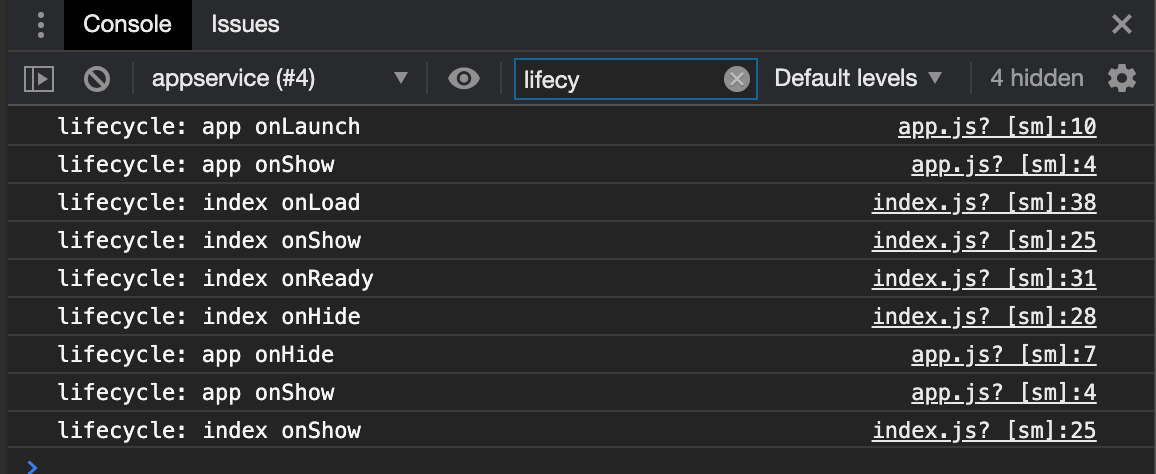 Console Issues
appservice (#4) lifecy Default levels 4 hidden
lifecycle: app onLaunch app.js? [sm]:10
lifecycle: app onShow app.js? [sm]:4
lifecycle: index onLoad index.js? [sm]:38
lifecycle: index onShow index.js? [sm]:25
lifecycle: index onReady index.js? [sm]:31
lifecycle: index onHide index.js? [sm]:28
lifecycle: app onHide app.js? [sm]:7
lifecycle: app onShow app.js? [sm]:4
lifecycle: index onShow index.js? [sm]:25